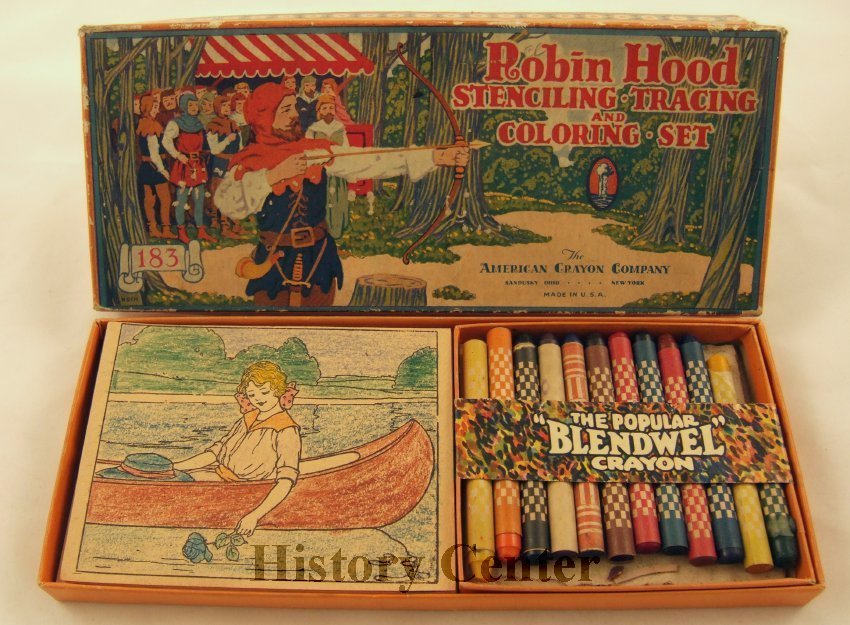 Robin Hood
STENCILING · TRACING
AND
COLORING · SET
183
The
AMERICAN CRAYON COMPANY
SANDUSKY OHIO · · · · NEW YORK
MADE IN U.S.A.
"THE POPULAR
BLENDWEL"
CRAYON
History Center